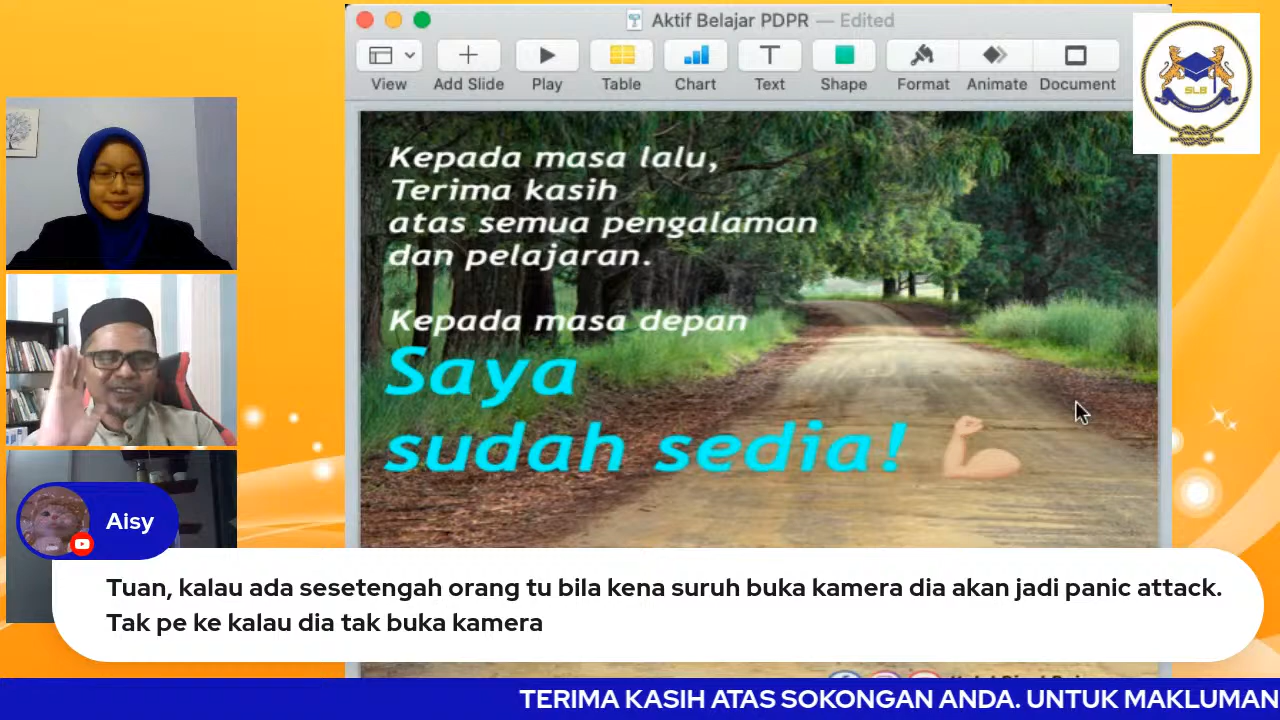 Aktif Belajar PDPR — Edited
View
Add Slide
Play
Table
Chart
Text
Shape
Format
Animate
Document
SLB
Kepada masa lalu,
Terima kasih
atas semua pengalaman
dan pelajaran.
Kepada masa depan
Saya
sudah sedia!
Aisy
Tuan, kalau ada sesetengah orang tu bila kena suruh buka kamera dia akan jadi panic attack.
Tak pe ke kalau dia tak buka kamera
TERIMA KASIH ATAS SOKONGAN ANDA. UNTUK MAKLUMAN